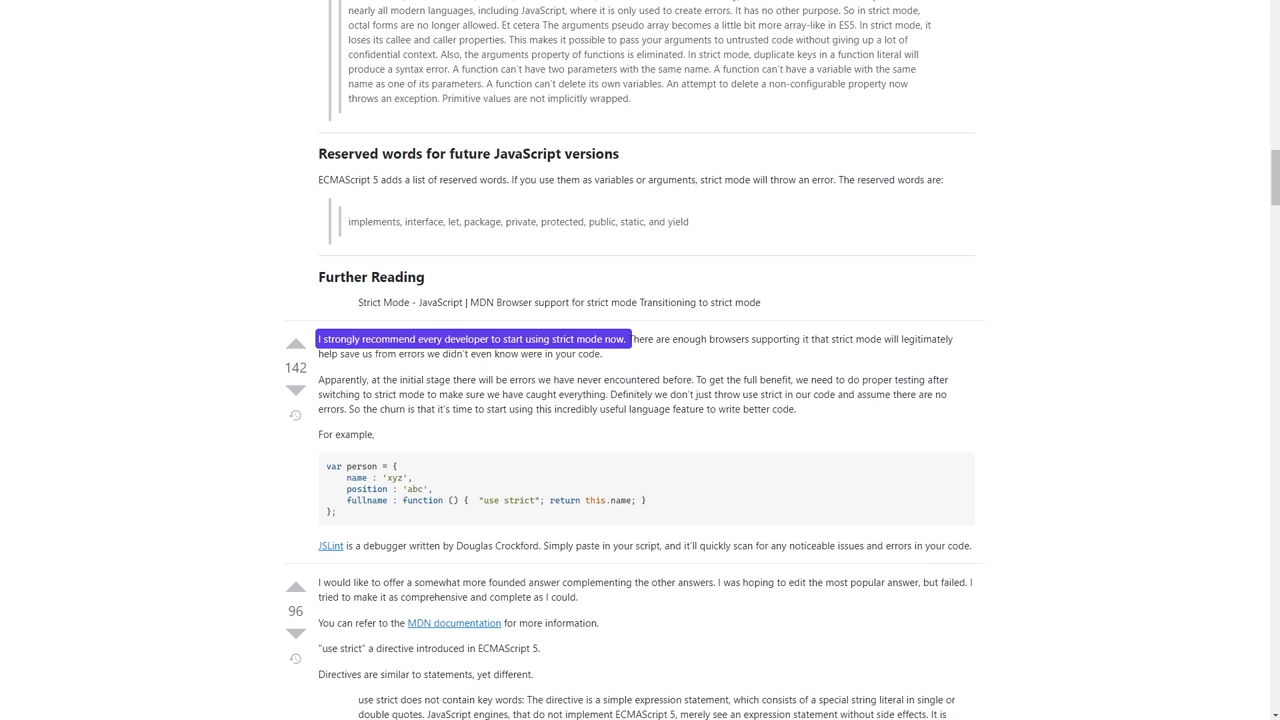 nearly all modern languages, including JavaScript, where it is only used to create errors. It has no other purpose. So in strict mode,
octal forms are no longer allowed. Et cetera The arguments pseudo array becomes a little bit more array-like in ES5. In strict mode, it
loses its callee and caller properties. This makes it possible to pass your arguments to untrusted code without giving up a lot of
confidential context. Also, the arguments property of functions is eliminated. In strict mode, duplicate keys in a function literal will
produce a syntax error. A function can't have two parameters with the same name. A function can't have a variable with the same
name as one of its parameters. A function can't delete its own variables. An attempt to delete a non-configurable property now
throws an exception. Primitive values are not implicitly wrapped.
Reserved words for future JavaScript versions
ECMAScript 5 adds a list of reserved words. If you use them as variables or arguments, strict mode will throw an error. The reserved words are:
implements, interface, let, package, private, protected, public, static, and yield
Further Reading
Strict Mode - JavaScript | MDN Browser support for strict mode Transitioning to strict mode
I strongly recommend every developer to start using strict mode now. There are enough browsers supporting it that strict mode will legitimately
help save us from errors we didn't even know were in your code.
142
Apparently, at the initial stage there will be errors we have never encountered before. To get the full benefit, we need to do proper testing after
switching to strict mode to make sure we have caught everything. Definitely we don't just throw use strict in our code and assume there are no
errors. So the churn is that it's time to start using this incredibly useful language feature to write better code.
For example,
var person = {
    name : 'xyz',
    position : 'abc',
    fullname : function () {  "use strict"; return this.name; }
};
JSLint is a debugger written by Douglas Crockford. Simply paste in your script, and it'll quickly scan for any noticeable issues and errors in your code.
I would like to offer a somewhat more founded answer complementing the other answers. I was hoping to edit the most popular answer, but failed. I
tried to make it as comprehensive and complete as I could.
96
You can refer to the MDN documentation for more information.
"use strict" a directive introduced in ECMAScript 5.
Directives are similar to statements, yet different.
use strict does not contain key words: The directive is a simple expression statement, which consists of a special string literal in single or
double quotes. JavaScript engines, that do not implement ECMAScript 5, merely see an expression statement without side effects. It is